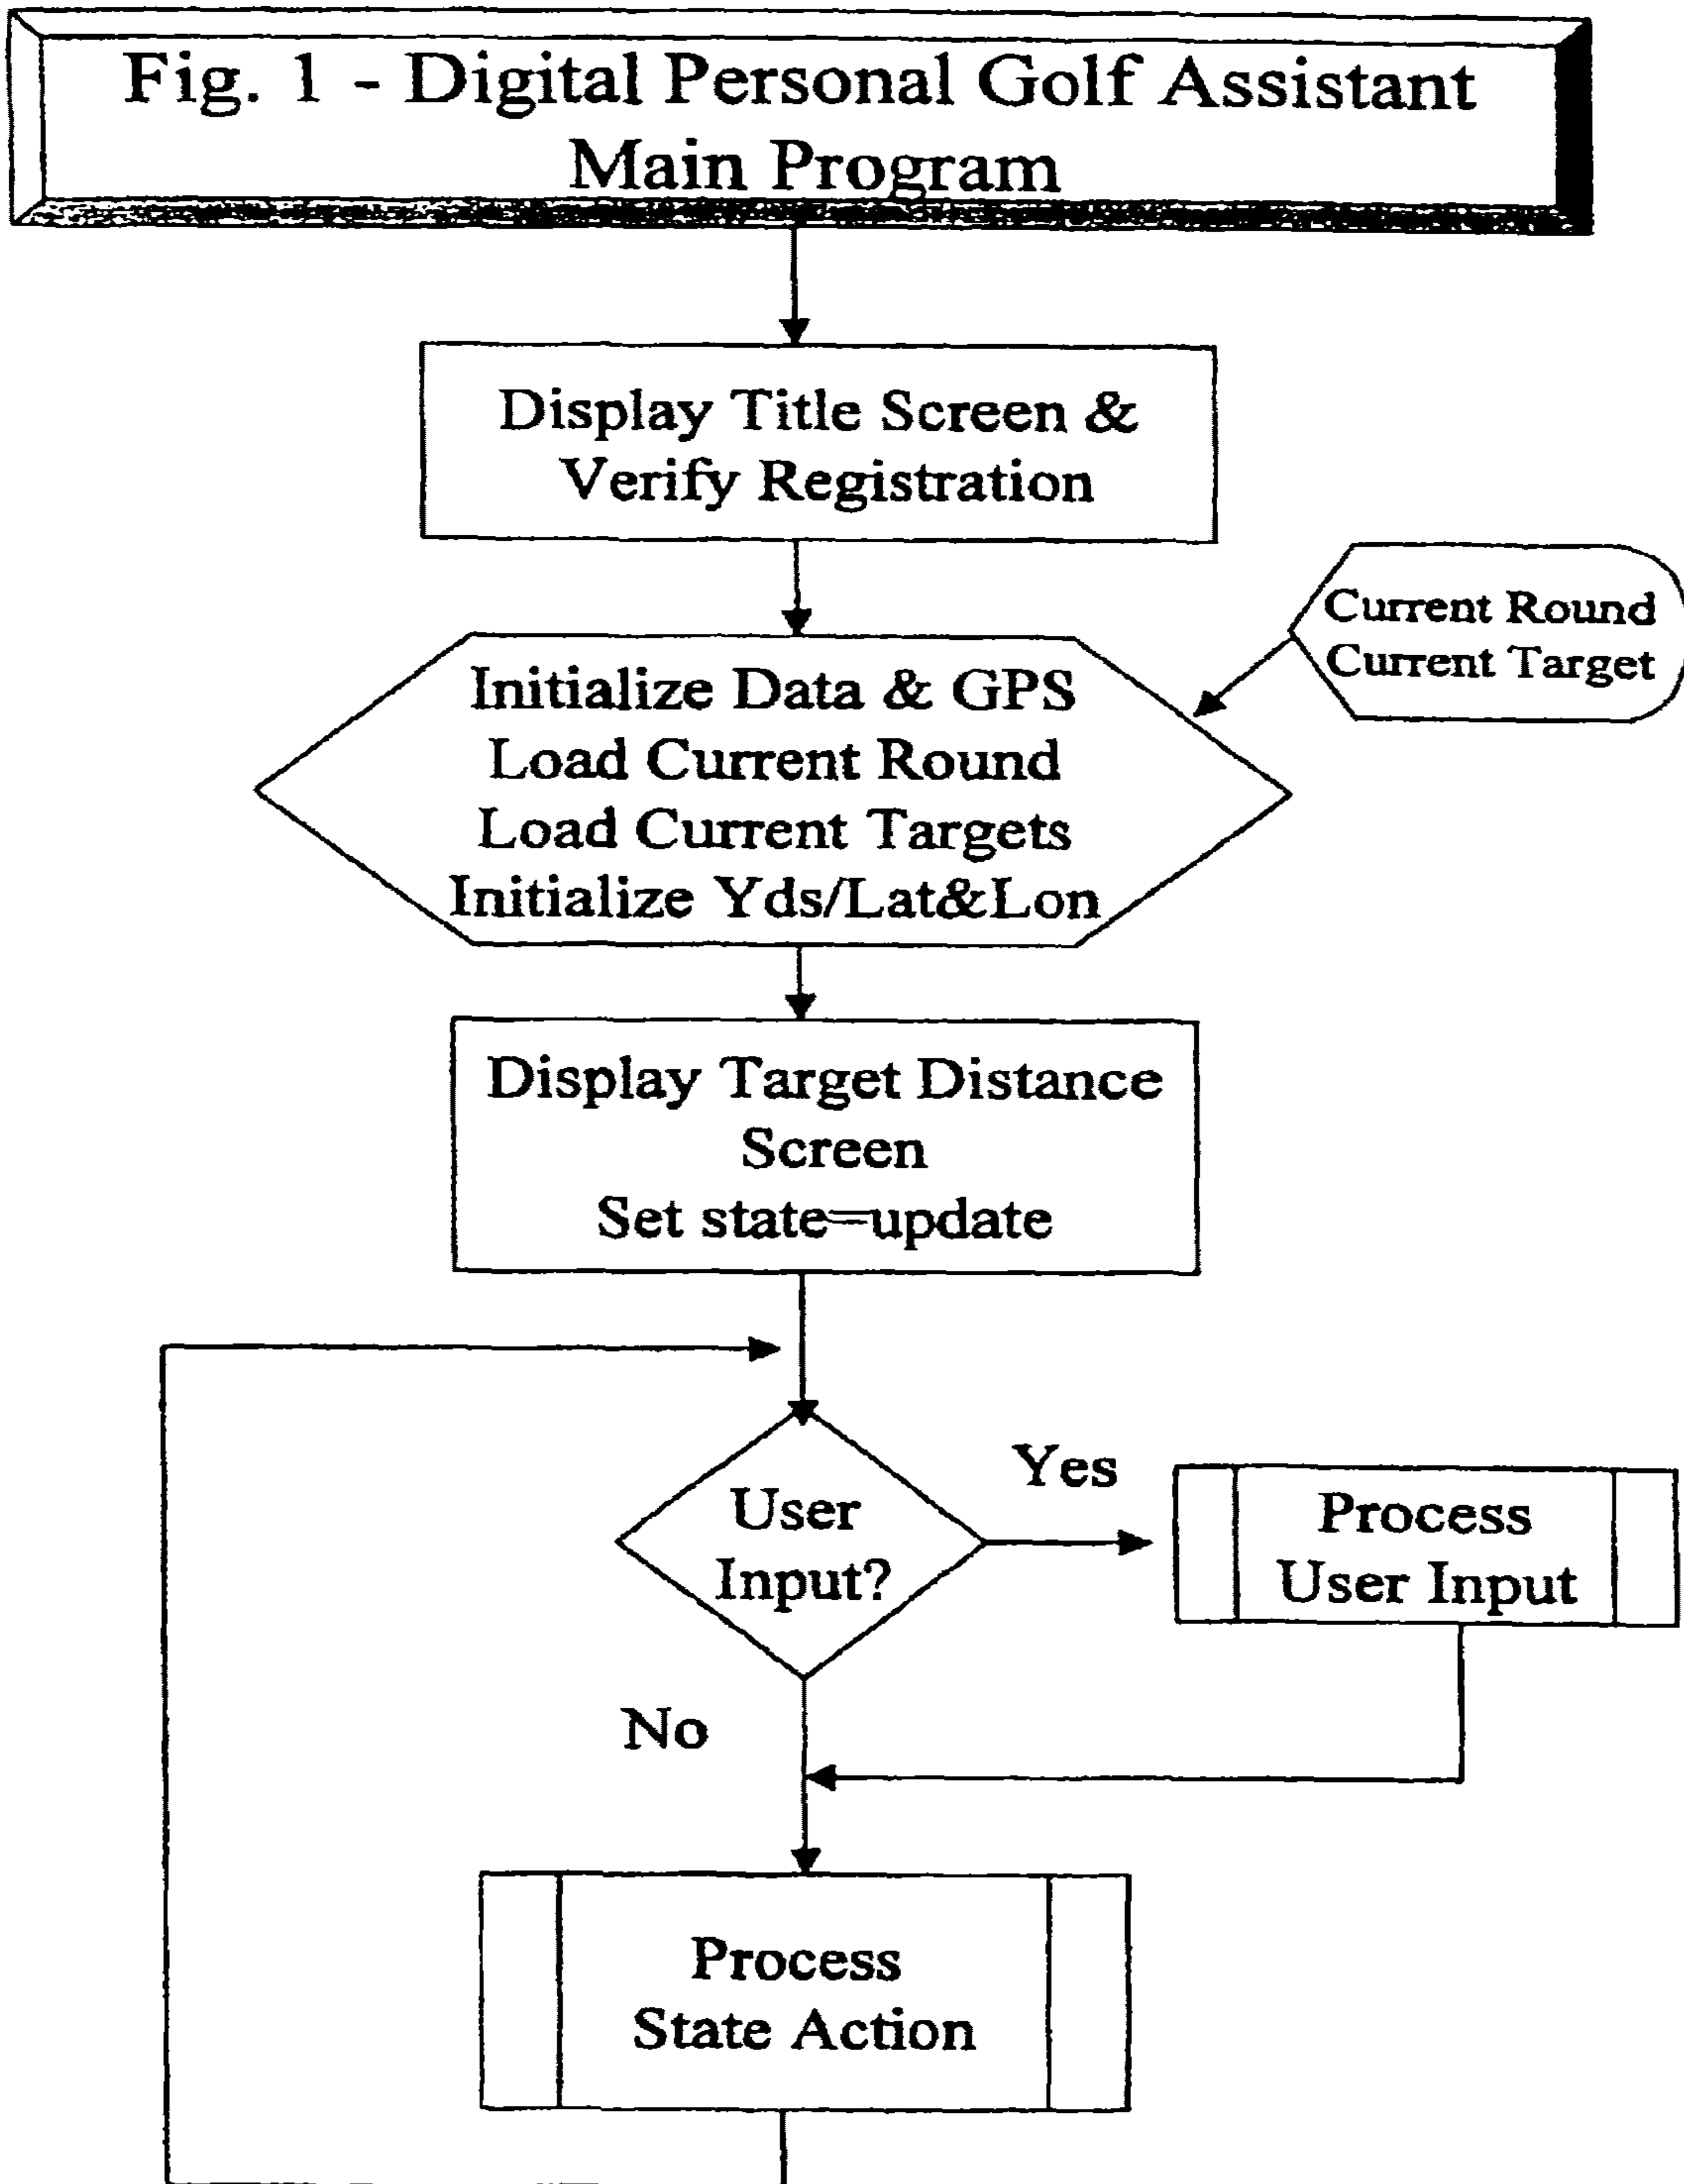 Fig. 1 - Digital Personal Golf Assistant
Main Program
Display Title Screen &
Verify Registration
Current Round
Current Target
Initialize Data & GPS
Load Current Round
Load Current Targets
Initialize Yds/Lat&Lon
Display Target Distance
Screen
Set state=update
User
Input?
Yes
Process
User Input
No
Process
State Action